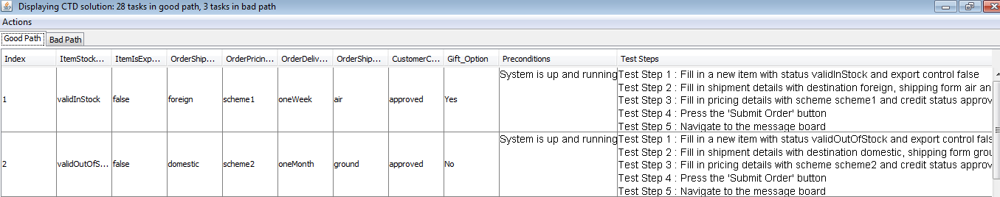 Displaying CTD solution: 28 tasks in good path, 3 tasks in bad path
Actions
Good Path Bad Path
Index ItemStock... ItemIsExp... OrderShip... OrderPricin... OrderDeliv... OrderShip... CustomerC... Gift_Option Preconditions Test Steps
1 validInStock false foreign scheme1 oneWeek air approved Yes System is up and running
Test Step 1 : Fill in a new item with status validInStock and export control false
Test Step 2 : Fill in shipment details with destination foreign, shipping form air an
Test Step 3 : Fill in pricing details with scheme scheme1 and credit status approv
Test Step 4 : Press the 'Submit Order' button
Test Step 5 : Navigate to the message board
2 validOutOfS... false domestic scheme2 oneMonth ground approved No System is up and running
Test Step 1 : Fill in a new item with status validOutOfStock and export control fals
Test Step 2 : Fill in shipment details with destination domestic, shipping form grou
Test Step 3 : Fill in pricing details with scheme scheme2 and credit status approv
Test Step 4 : Press the 'Submit Order' button
Test Step 5 : Navigate to the message board